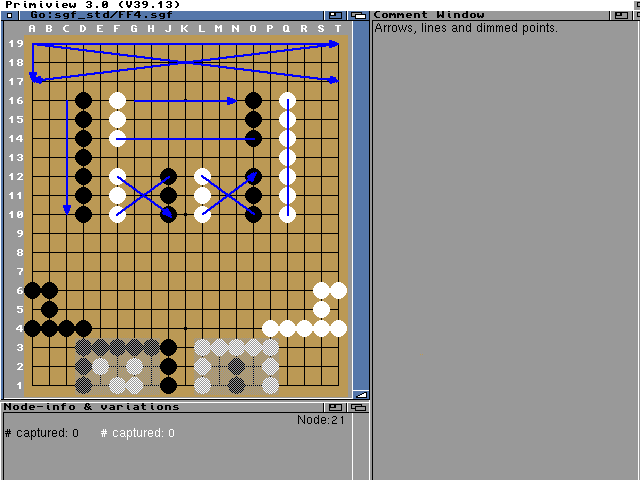 Primiview 3.0 (V39.13)
Go:sgf_std/FF4.sgf
Comment Window
A B C D E F G H J K L M N O P Q R S T
Arrows, lines and dimmed points.
19
18
17
16
15
14
13
12
11
10
9
8
7
6
5
4
3
2
1
Node-info & variations
Node:21
# captured: 0 # captured: 0